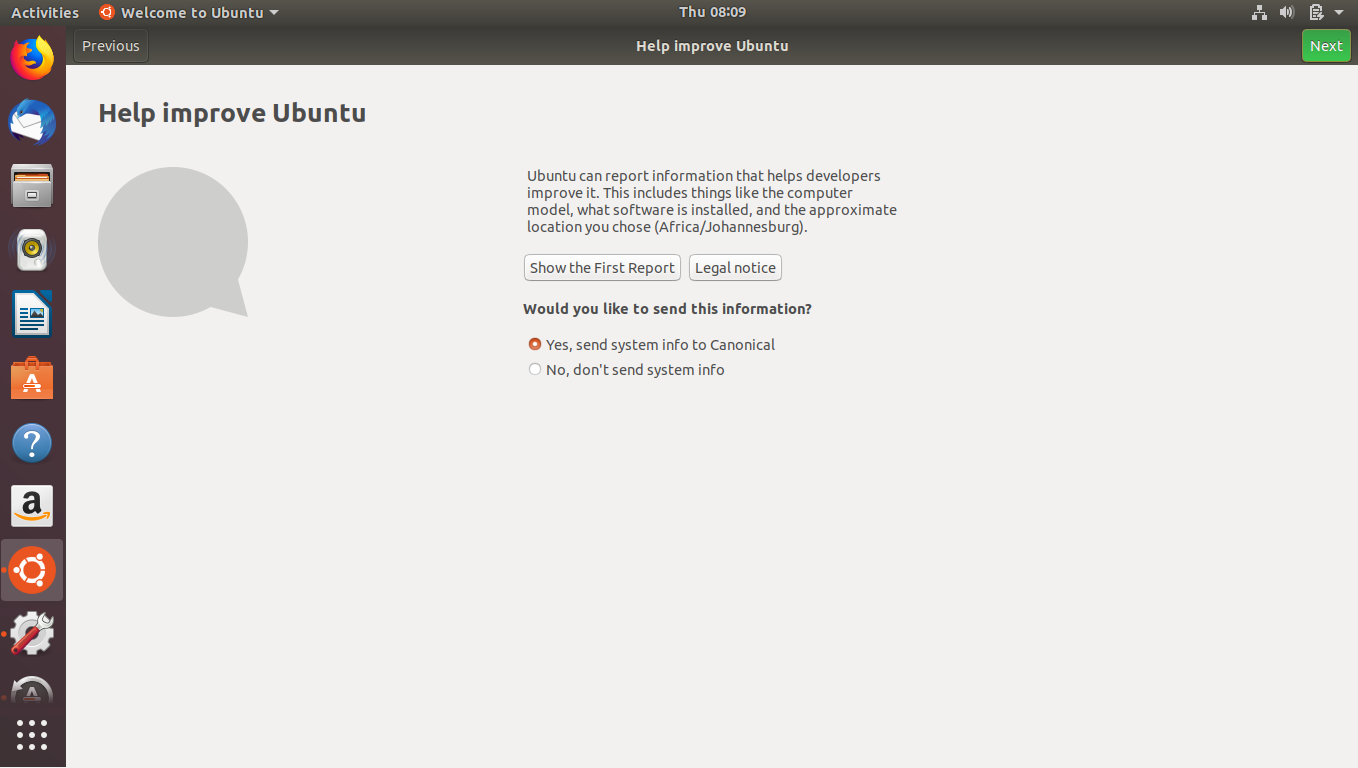 Activities Welcome to Ubuntu Thu 08:09
Previous Help improve Ubuntu Next
Help improve Ubuntu
Ubuntu can report information that helps developers
improve it. This includes things like the computer
model, what software is installed, and the approximate
location you chose (Africa/Johannesburg).
Show the First Report Legal notice
Would you like to send this information?
Yes, send system info to Canonical
No, don't send system info